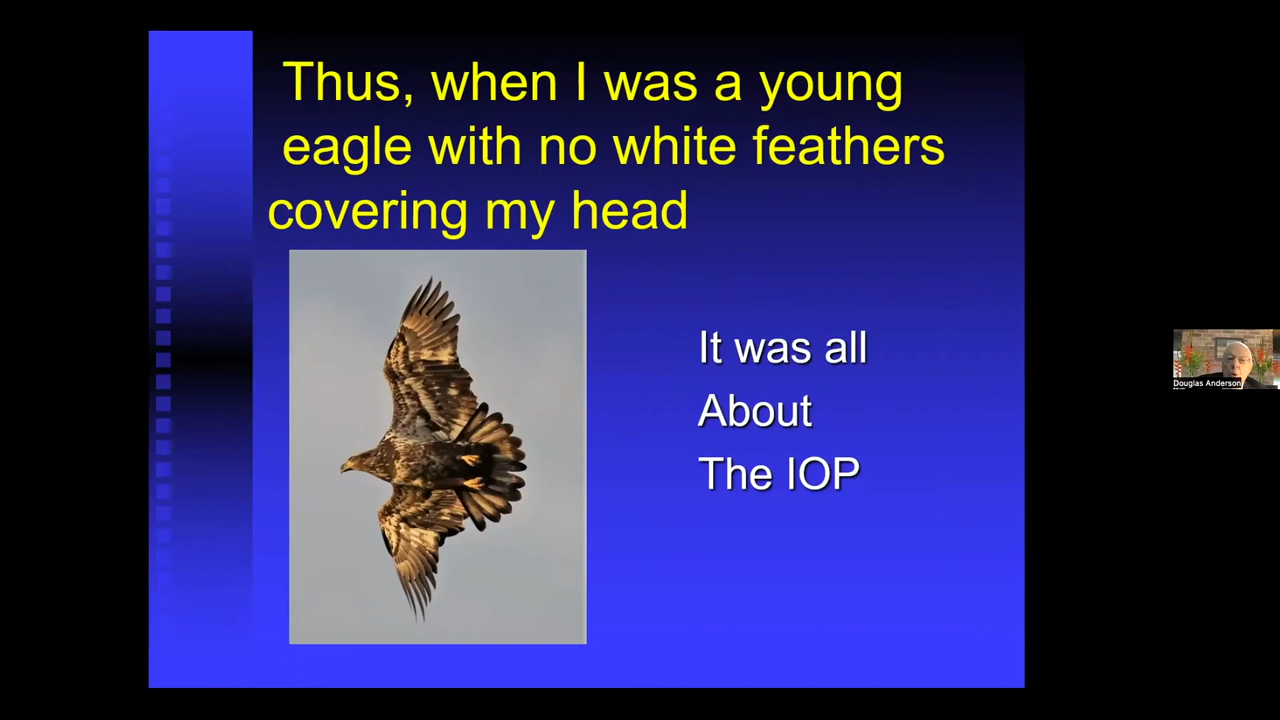 Thus, when I was a young
eagle with no white feathers
covering my head
It was all
About
The IOP
Douglas Anderson